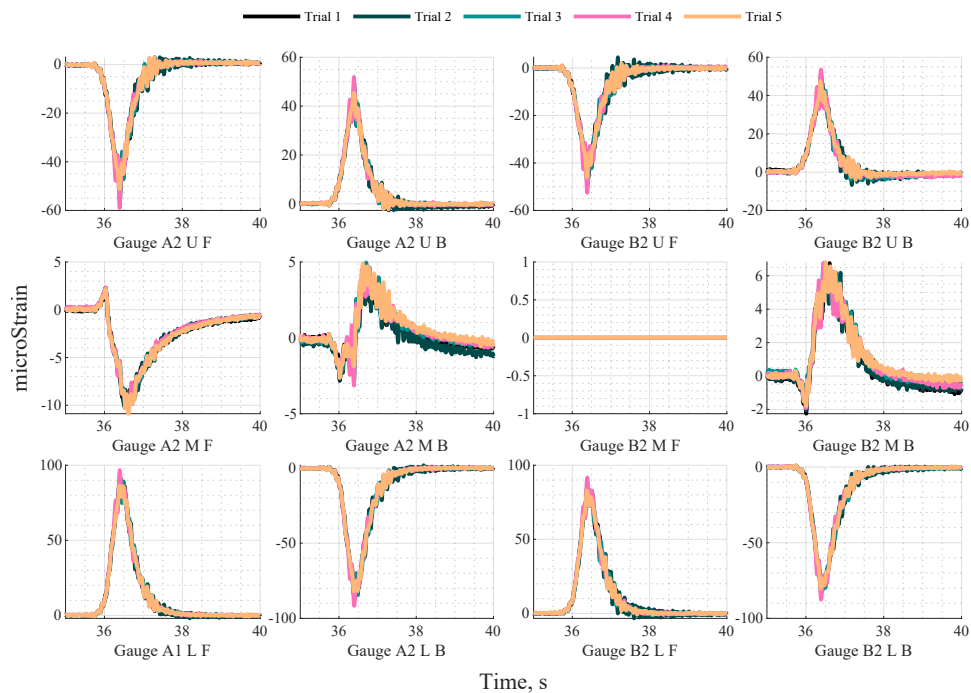 Trial 1 Trial 2 Trial 3 Trial 4 Trial 5
0 -20 -40 -60
36 38 40
Gauge A2 U F
60 40 20 0
36 38 40
Gauge A2 U B
0 -20 -40 -60
36 38 40
Gauge B2 U F
60 40 20 0 -20
36 38 40
Gauge B2 U B
microStrain
5 0 -5 -10
36 38 40
Gauge A2 M F
5 0 -5
36 38 40
Gauge A2 M B
1 0.5 0 -0.5 -1
36 38 40
Gauge B2 M F
6 4 2 0 -2
36 38 40
Gauge B2 M B
100 50 0
36 38 40
Gauge A1 L F
0 -50 -100
36 38 40
Gauge A2 L B
100 50 0
36 38 40
Gauge B2 L F
0 -50 -100
36 38 40
Gauge B2 L B
Time, s